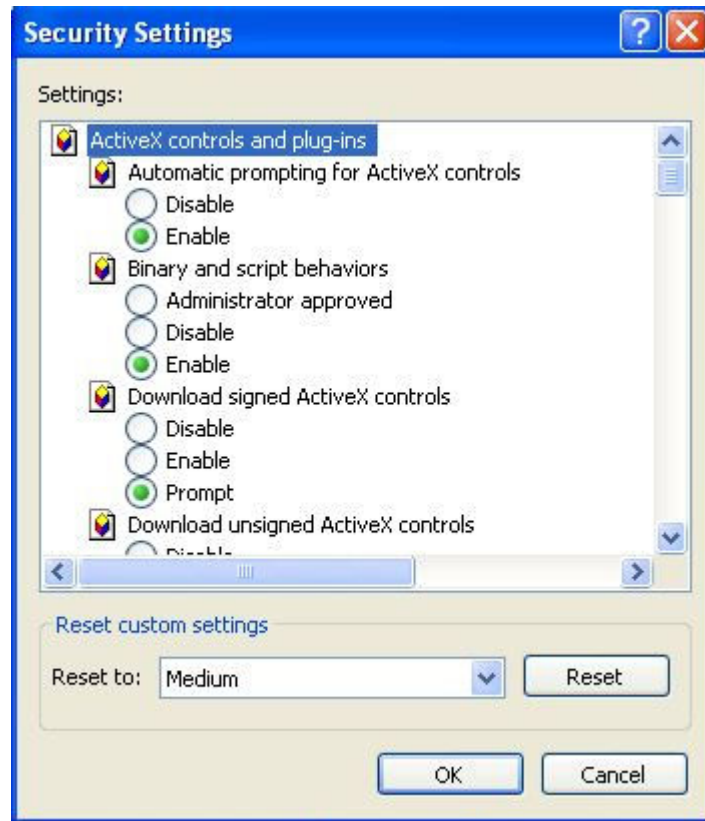 Security Settings
Settings:
ActiveX controls and plug-ins
Automatic prompting for ActiveX controls
Disable
Enable
Binary and script behaviors
Administrator approved
Disable
Enable
Download signed ActiveX controls
Disable
Enable
Prompt
Download unsigned ActiveX controls
Disable
Reset custom settings
Reset to: Medium Reset
OK Cancel